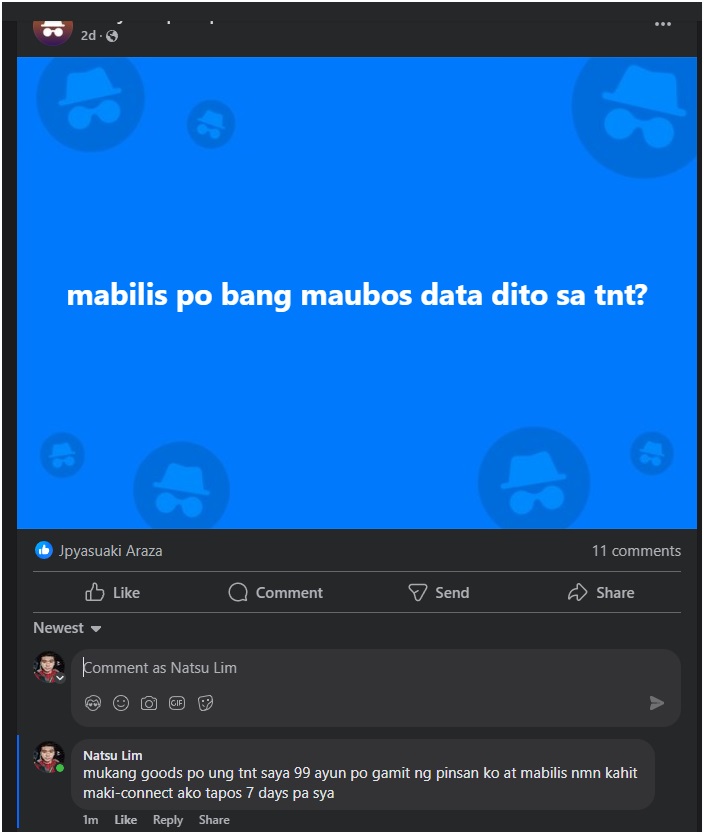 2d ·
mabilis po bang maubos data dito sa tnt?
Jpyasuaki Araza
11 comments
Like
Comment
Send
Share
Newest
Comment as Natsu Lim
GIF
Natsu Lim
mukang goods po ung tnt saya 99 ayun po gamit ng pinsan ko at mabilis nmn kahit
maki-connect ako tapos 7 days pa sya
1m Like Reply Share